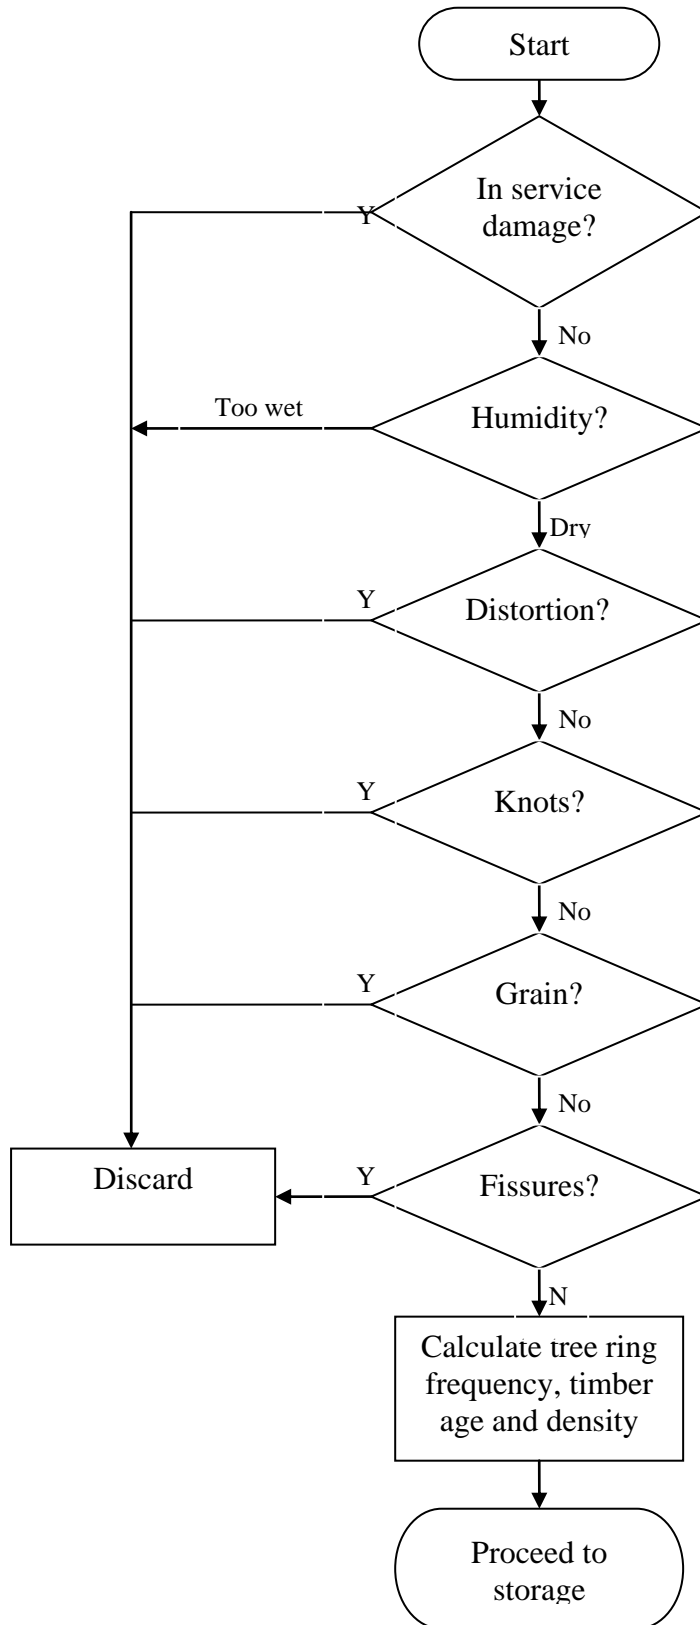 Start
In service
damage?
Y
No
Humidity?
Too wet
Dry
Distortion?
Y
No
Knots?
Y
No
Grain?
Y
No
Fissures?
Y
Discard
N
Calculate tree ring
frequency, timber
age and density
Proceed to
storage